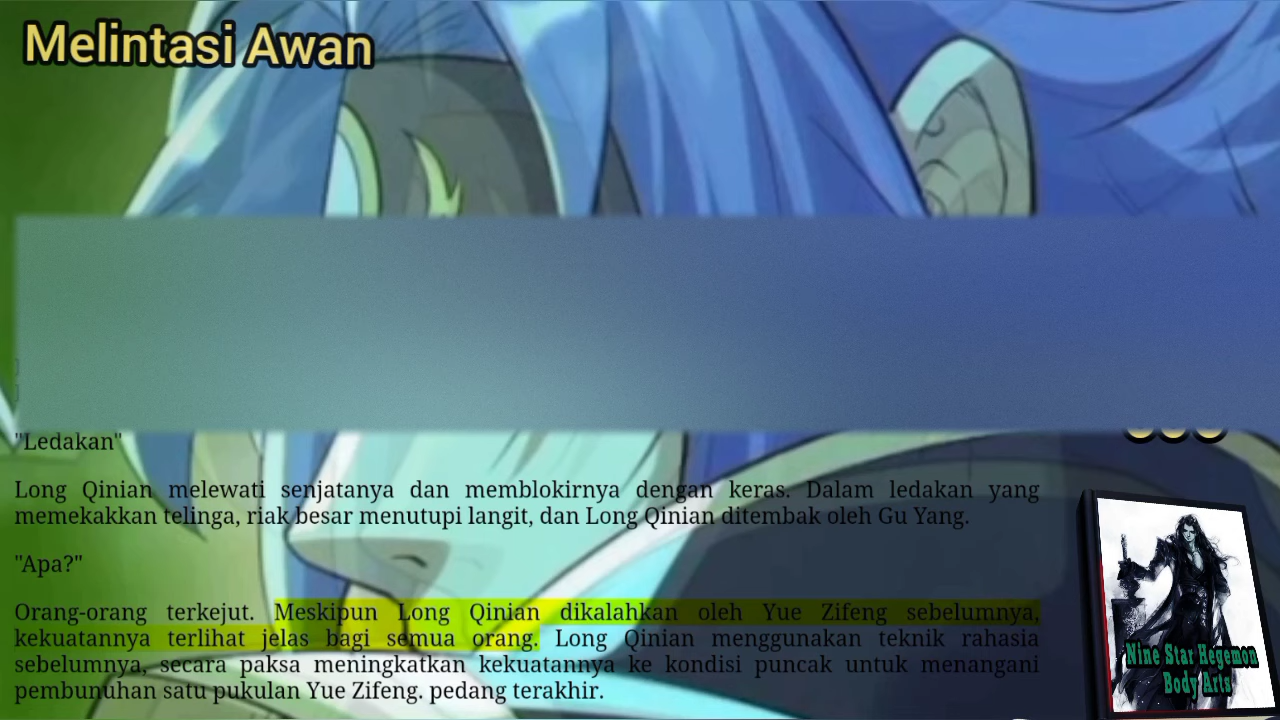 Melintasi Awan
"Ledakan"
Long Qinian melewati senjatanya dan memblokirnya dengan keras. Dalam ledakan yang
memekakkan telinga, riak besar menutupi langit, dan Long Qinian ditembak oleh Gu Yang.
"Apa?"
Orang-orang terkejut. Meskipun Long Qinian dikalahkan oleh Yue Zifeng sebelumnya,
kekuatannya terlihat jelas bagi semua orang. Long Qinian menggunakan teknik rahasia
sebelumnya, secara paksa meningkatkan kekuatannya ke kondisi puncak untuk menangani
pembunuhan satu pukulan Yue Zifeng. pedang terakhir.
Nine Star Hegemon
Body Arts